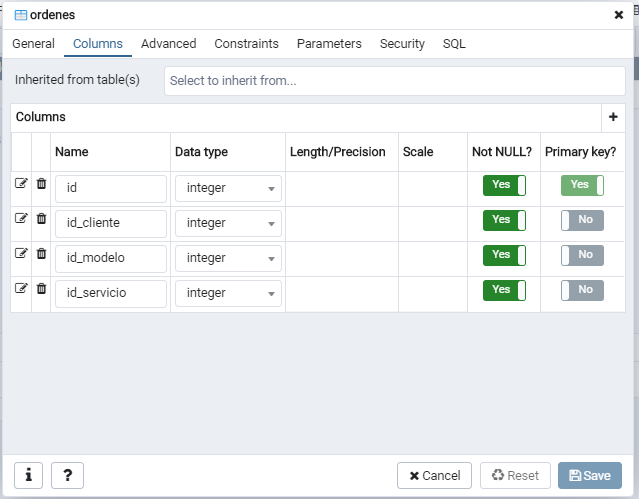 ordenes
General Columns Advanced Constraints Parameters Security SQL
Inherited from table(s) Select to inherit from...
Columns
Name Data type Length/Precision Scale Not NULL? Primary key?
id integer Yes Yes
id_cliente integer Yes No
id_modelo integer Yes No
id_servicio integer Yes No
i ? Cancel Reset Save